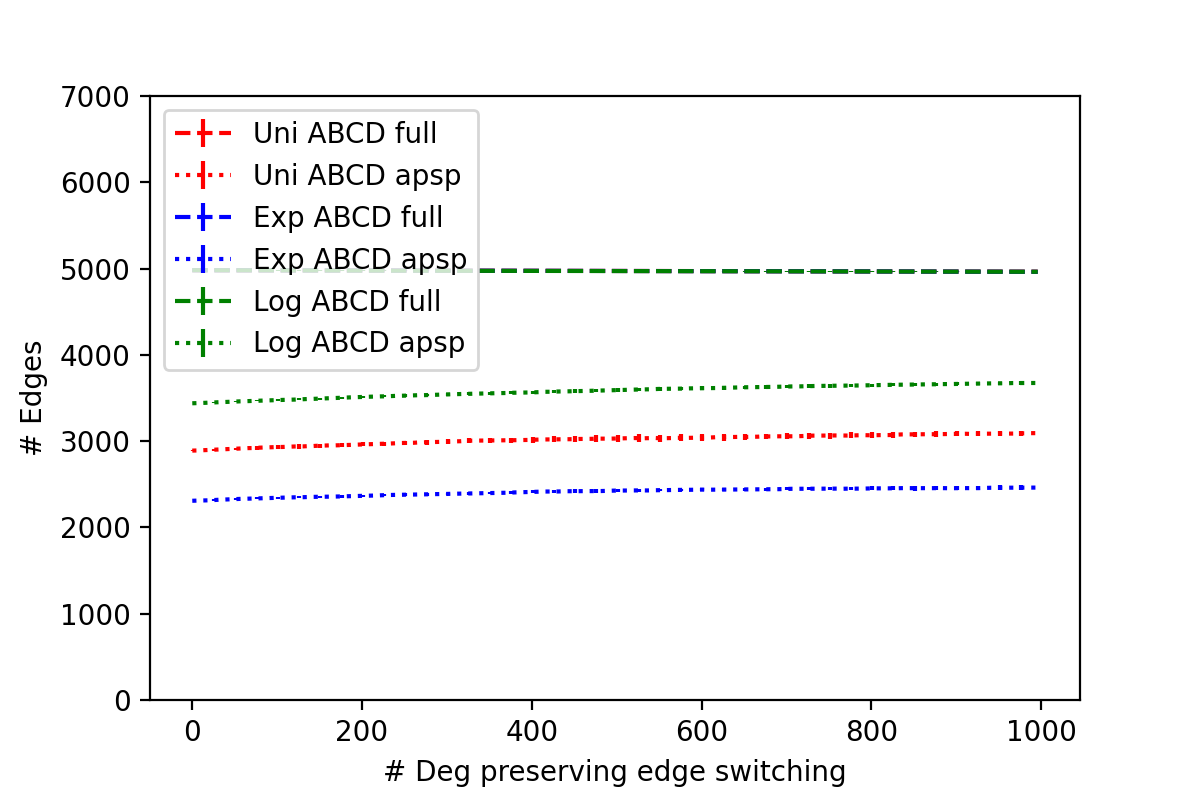 7000
6000
5000
4000
3000
2000
1000
0
# Edges
Uni ABCD full
Uni ABCD apsp
Exp ABCD full
Exp ABCD apsp
Log ABCD full
Log ABCD apsp
0 200 400 600 800 1000
# Deg preserving edge switching